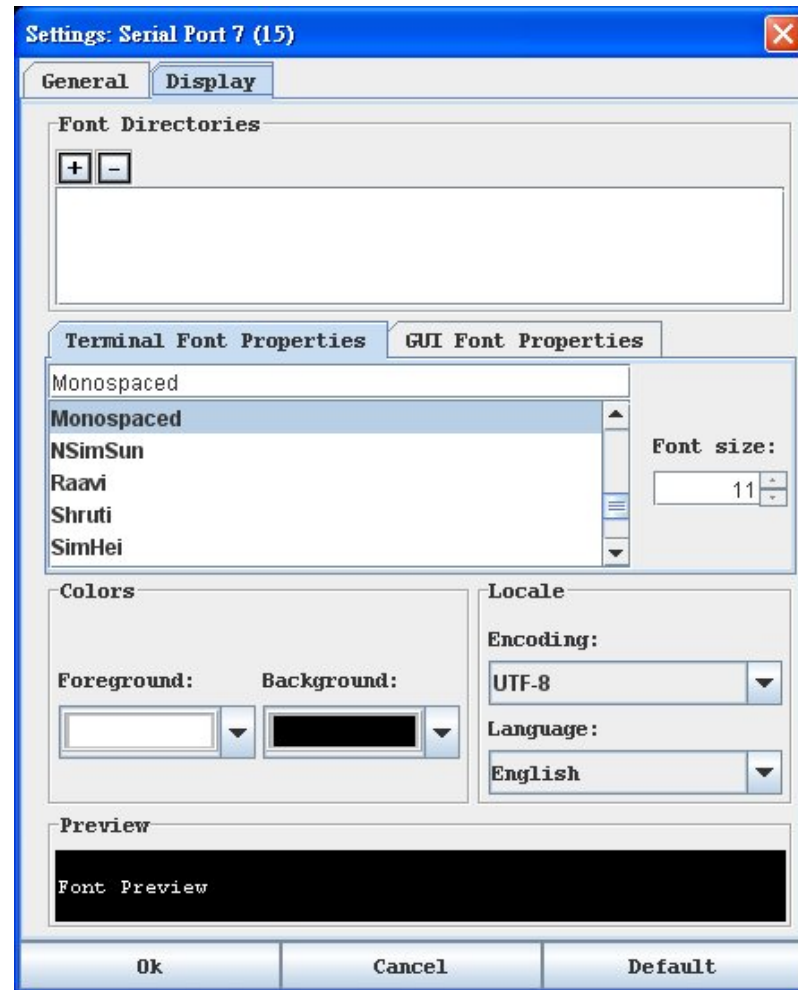 Settings: Serial Port 7 (15)
General Display
Font Directories
+ -
Terminal Font Properties GUI Font Properties
Monospaced
Monospaced
NSimSun
Raavi
Shruti
SimHei
Font size:
11
Colors
Foreground: Background:
Locale
Encoding:
UTF-8
Language:
English
Preview
Font Preview
Ok Cancel Default